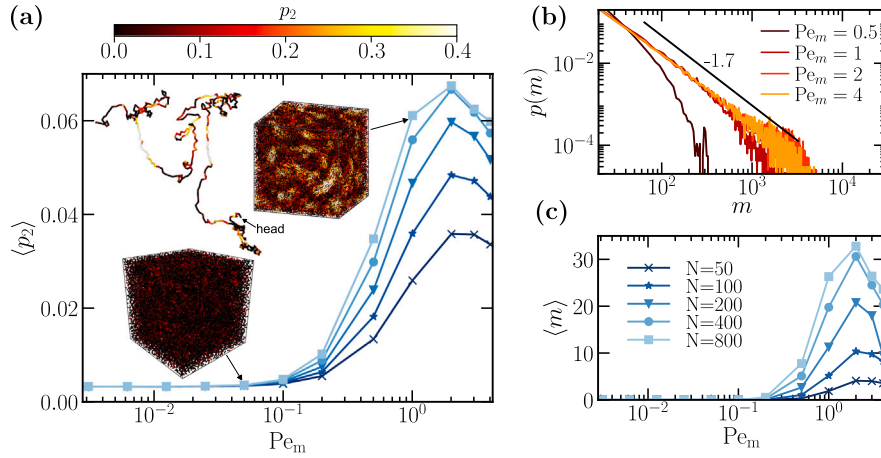 (a)
p₂
0.0 0.1 0.2 0.3 0.4
0.06
0.04
0.02
0.00
⟨p₂⟩
head
10⁻² 10⁻¹ 10⁰
Peₘ
(b)
10⁻¹
10⁻⁴
p(m)
-1.7
Peₘ = 0.5
Peₘ = 1
Peₘ = 2
Peₘ = 4
10² 10³ 10⁴
m
(c)
30
20
10
0
⟨m⟩
N=50
N=100
N=200
N=400
N=800
10⁻² 10⁻¹ 10⁰
Peₘ